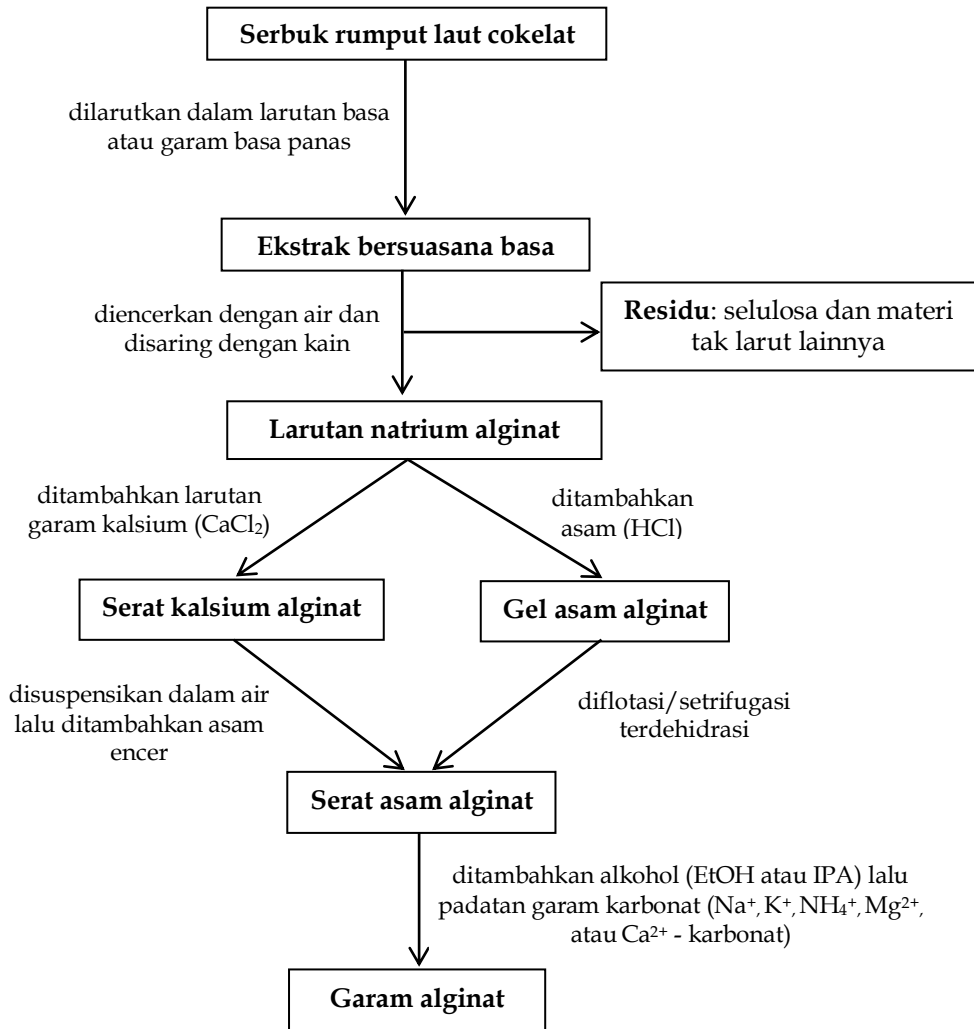 Serbuk rumput laut cokelat
dilarutkan dalam larutan basa
atau garam basa panas
Ekstrak bersuasana basa
diencerkan dengan air dan
disaring dengan kain
Residu: selulosa dan materi
tak larut lainnya
Larutan natrium alginat
ditambahkan larutan
garam kalsium (CaCl₂)
ditambahkan
asam (HCl)
Serat kalsium alginat
Gel asam alginat
disuspensikan dalam air
lalu ditambahkan asam
encer
diflotasi/setrifugasi
terdehidrasi
Serat asam alginat
ditambahkan alkohol (EtOH atau IPA) lalu
padatan garam karbonat (Na⁺, K⁺, NH₄⁺, Mg²⁺,
atau Ca²⁺ - karbonat)
Garam alginat